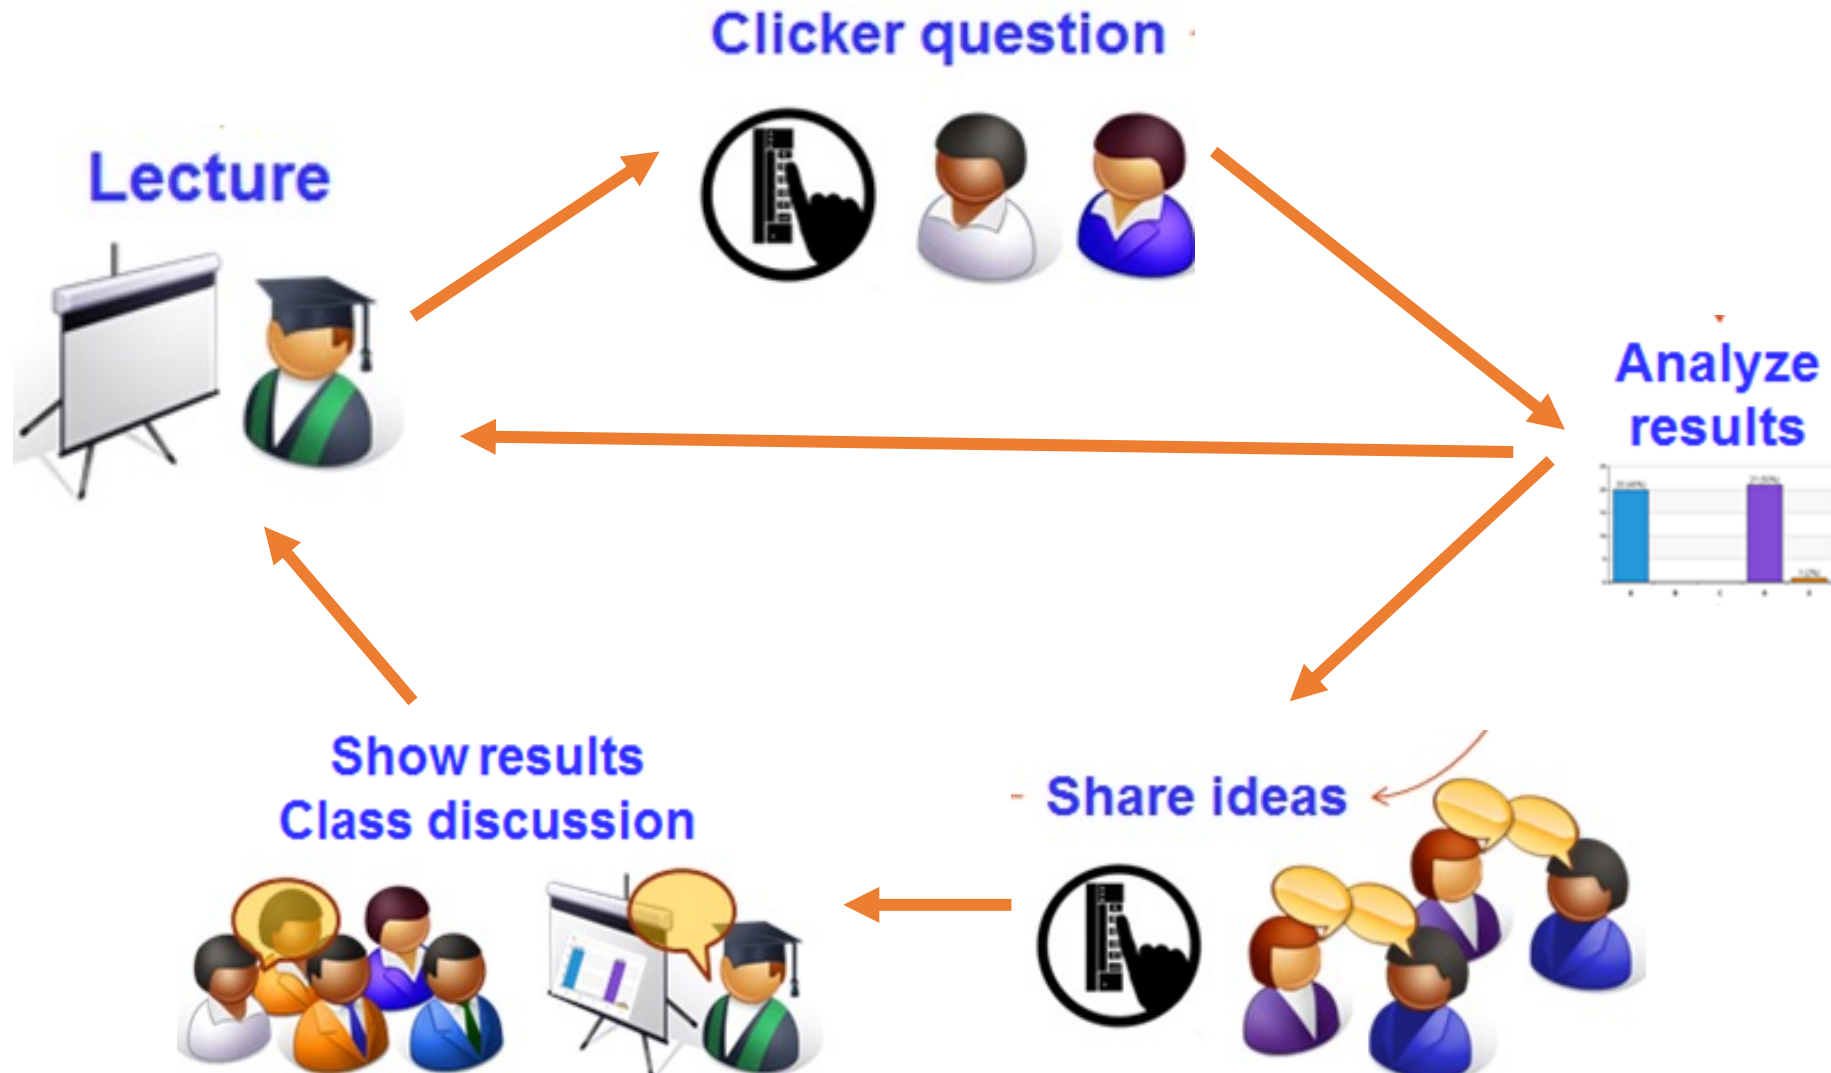 Clicker question
Lecture
Analyze
results
A
Show results
Class discussion
Share ideas